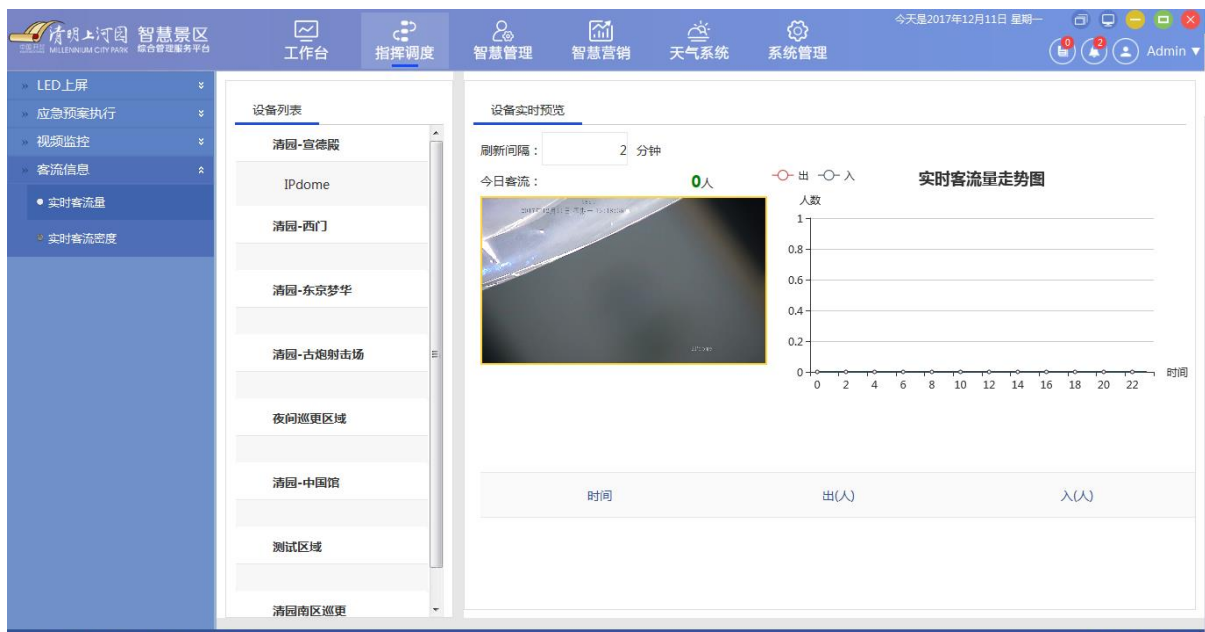 清明上河园 智慧景区
MILLENNIUM CITY PARK 综合管理服务平台
工作台
指挥调度
智慧管理
智慧营销
天气系统
系统管理
今天是2017年12月11日 星期一
0
2
Admin
LED上屏
应急预案执行
视频监控
客流信息
实时客流量
实时客流密度
设备列表
清园-宣德殿
IPdome
清园-西门
清园-东京梦华
清园-古炮射击场
夜间巡更区域
清园-中国馆
测试区域
清园南区巡更
设备实时预览
刷新间隔： 2 分钟
今日客流： 0人
IPdome
出 入
实时客流量走势图
人数
1
0.8
0.6
0.4
0.2
0
0 2 4 6 8 10 12 14 16 18 20 22
时间
时间 出(人) 入(人)